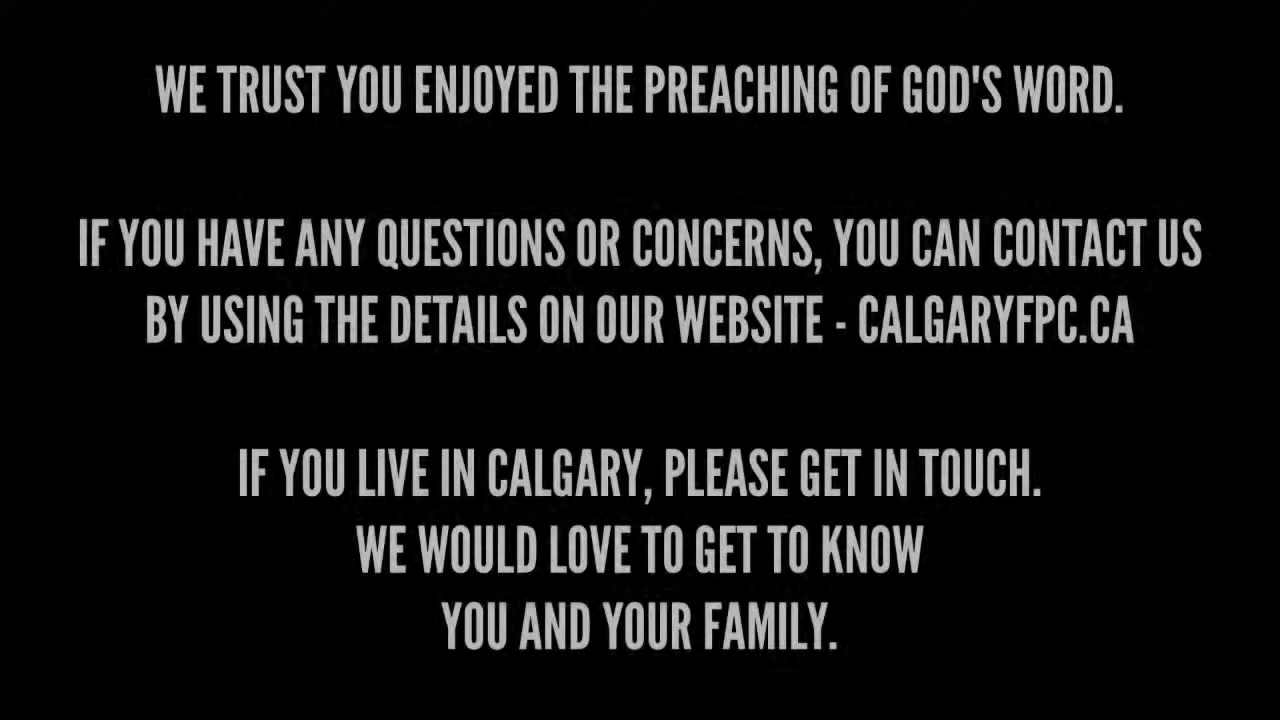 WE TRUST YOU ENJOYED THE PREACHING OF GOD'S WORD.
IF YOU HAVE ANY QUESTIONS OR CONCERNS, YOU CAN CONTACT US
BY USING THE DETAILS ON OUR WEBSITE - CALGARYFPC.CA
IF YOU LIVE IN CALGARY, PLEASE GET IN TOUCH.
WE WOULD LOVE TO GET TO KNOW
YOU AND YOUR FAMILY.